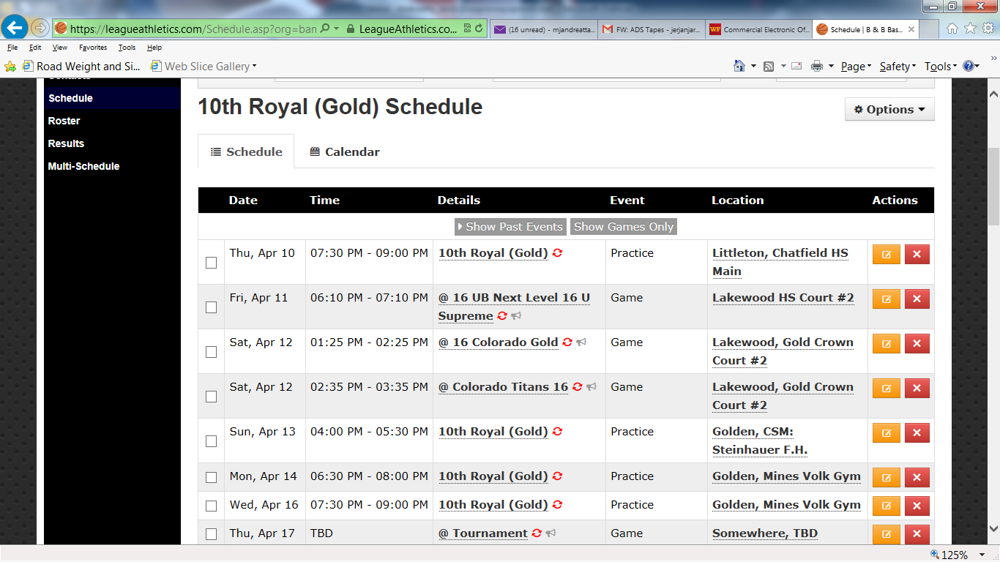 https://leagueathletics.com/Schedule.asp?org=ban
LeagueAthletics.co...
(16 unread) - mjandreatta...
FW: ADS Tapes - jerjanjar...
Commercial Electronic Of...
Schedule | B & B Bas...
File Edit View Favorites Tools Help
Road Weight and Si...
Web Slice Gallery
Page Safety Tools
Schedule
Roster
Results
Multi-Schedule
10th Royal (Gold) Schedule
Options
Schedule
Calendar
Date Time Details Event Location Actions
Show Past Events Show Games Only
Thu, Apr 10 07:30 PM - 09:00 PM 10th Royal (Gold) Practice Littleton, Chatfield HS
Main
Fri, Apr 11 06:10 PM - 07:10 PM @ 16 UB Next Level 16 U Game Lakewood HS Court #2
Supreme
Sat, Apr 12 01:25 PM - 02:25 PM @ 16 Colorado Gold Game Lakewood, Gold Crown
Court #2
Sat, Apr 12 02:35 PM - 03:35 PM @ Colorado Titans 16 Game Lakewood, Gold Crown
Court #2
Sun, Apr 13 04:00 PM - 05:30 PM 10th Royal (Gold) Practice Golden, CSM:
Steinhauer F.H.
Mon, Apr 14 06:30 PM - 08:00 PM 10th Royal (Gold) Practice Golden, Mines Volk Gym
Wed, Apr 16 07:30 PM - 09:00 PM 10th Royal (Gold) Practice Golden, Mines Volk Gym
Thu, Apr 17 TBD @ Tournament Game Somewhere, TBD
125%